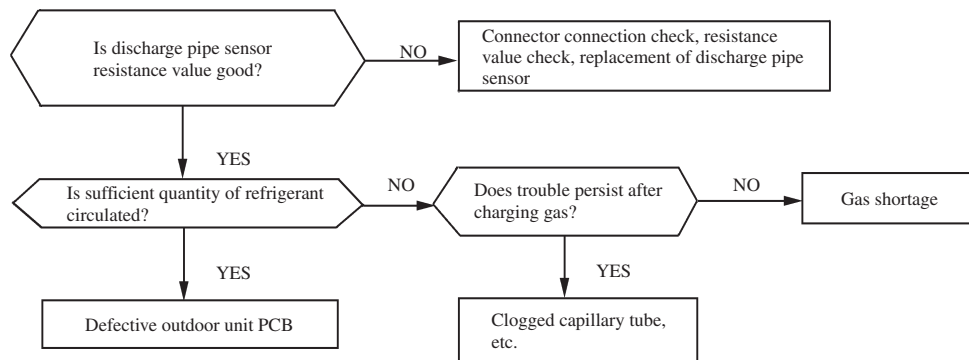 Is discharge pipe sensor
resistance value good?
NO
Connector connection check, resistance
value check, replacement of discharge pipe
sensor
YES
Is sufficient quantity of refrigerant
circulated?
NO
Does trouble persist after
charging gas?
NO
Gas shortage
YES
Defective outdoor unit PCB
YES
Clogged capillary tube,
etc.